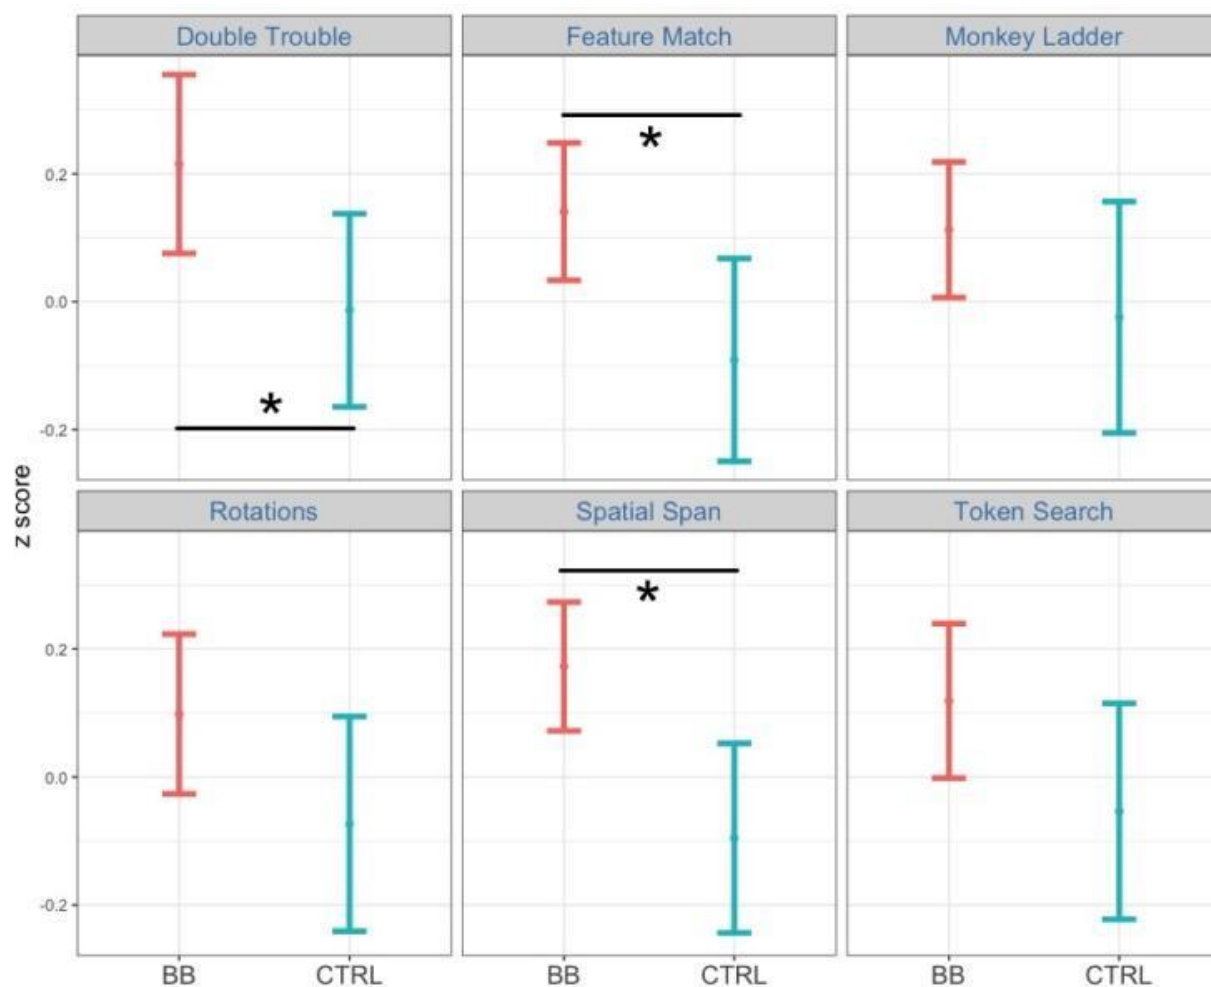 Double Trouble
Feature Match
Monkey Ladder
0.2
0.0
-0.2
*
*
z score
Rotations
Spatial Span
Token Search
0.2
0.0
-0.2
*
BB
CTRL
BB
CTRL
BB
CTRL